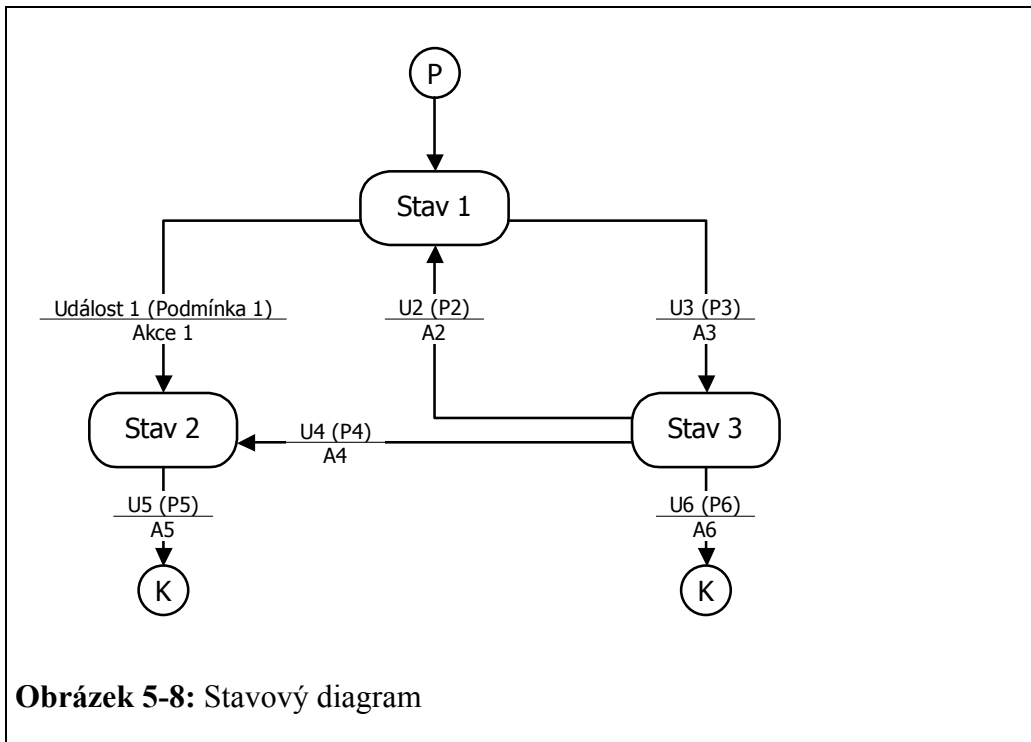 P
Stav 1
Událost 1 (Podmínka 1)
Akce 1
U2 (P2)
A2
U3 (P3)
A3
Stav 2
U4 (P4)
A4
Stav 3
U5 (P5)
A5
U6 (P6)
A6
K
K
Obrázek 5-8: Stavový diagram